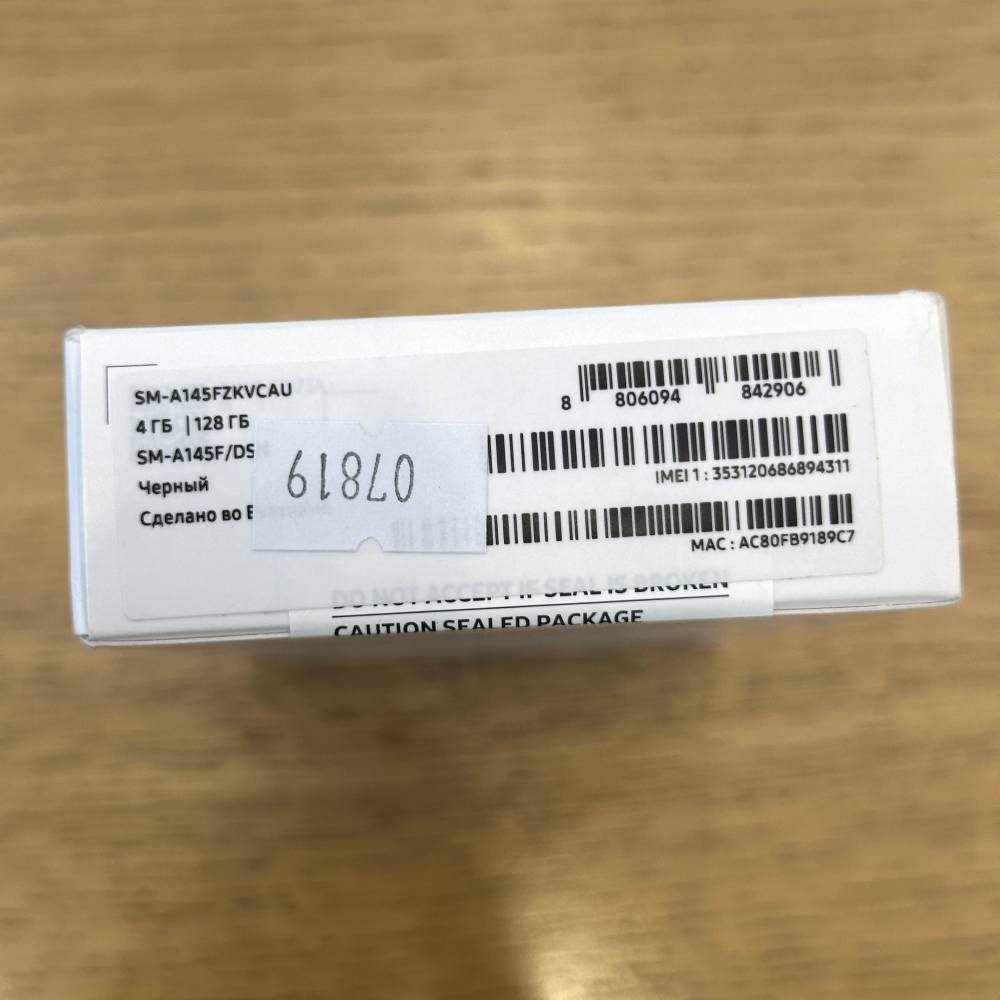 SM-A145FZKVCAU
4 ГБ | 128 ГБ
SM-A145F/DSN
Черный
Сделано во
07819
8 806094 842906
IMEI 1 : 353120686894311
MAC : AC80FB9189C7
DO NOT ACCEPT IF SEAL IS BROKEN
CAUTION SEALED PACKAGE